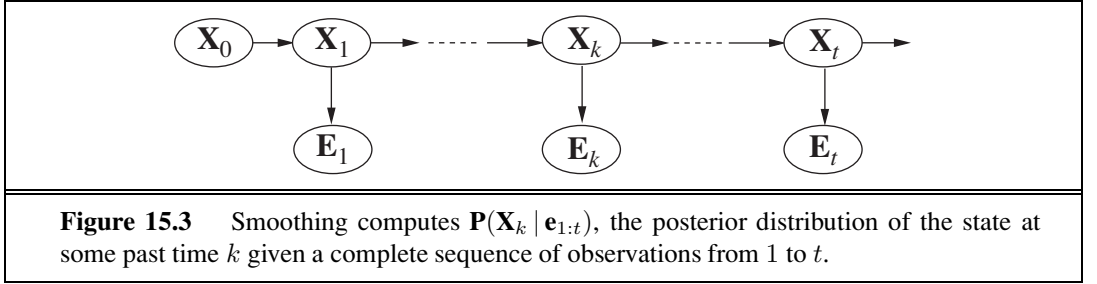 X0 X1 Xk Xt
E1 Ek Et
Figure 15.3 Smoothing computes P(Xk | e1:t), the posterior distribution of the state at
some past time k given a complete sequence of observations from 1 to t.